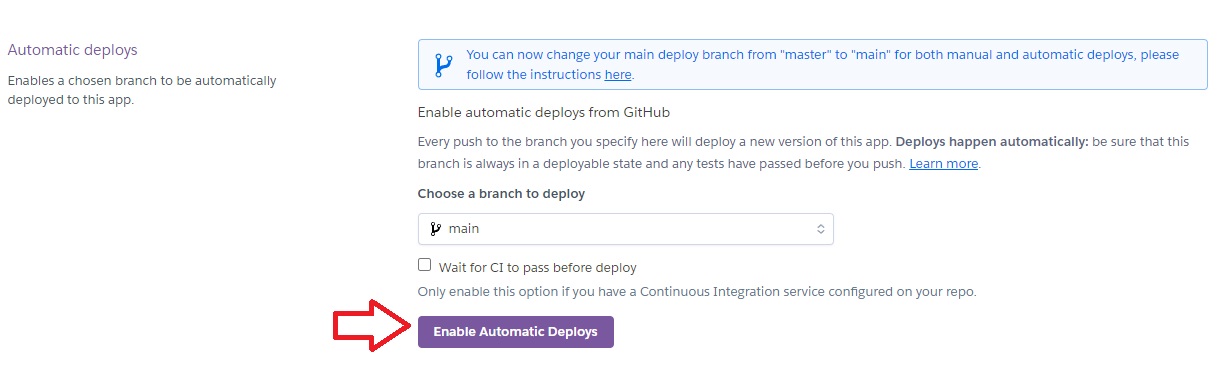 Automatic deploys
Enables a chosen branch to be automatically
deployed to this app.
You can now change your main deploy branch from "master" to "main" for both manual and automatic deploys, please
follow the instructions here.
Enable automatic deploys from GitHub
Every push to the branch you specify here will deploy a new version of this app. Deploys happen automatically: be sure that this
branch is always in a deployable state and any tests have passed before you push. Learn more.
Choose a branch to deploy
main
Wait for CI to pass before deploy
Only enable this option if you have a Continuous Integration service configured on your repo.
Enable Automatic Deploys